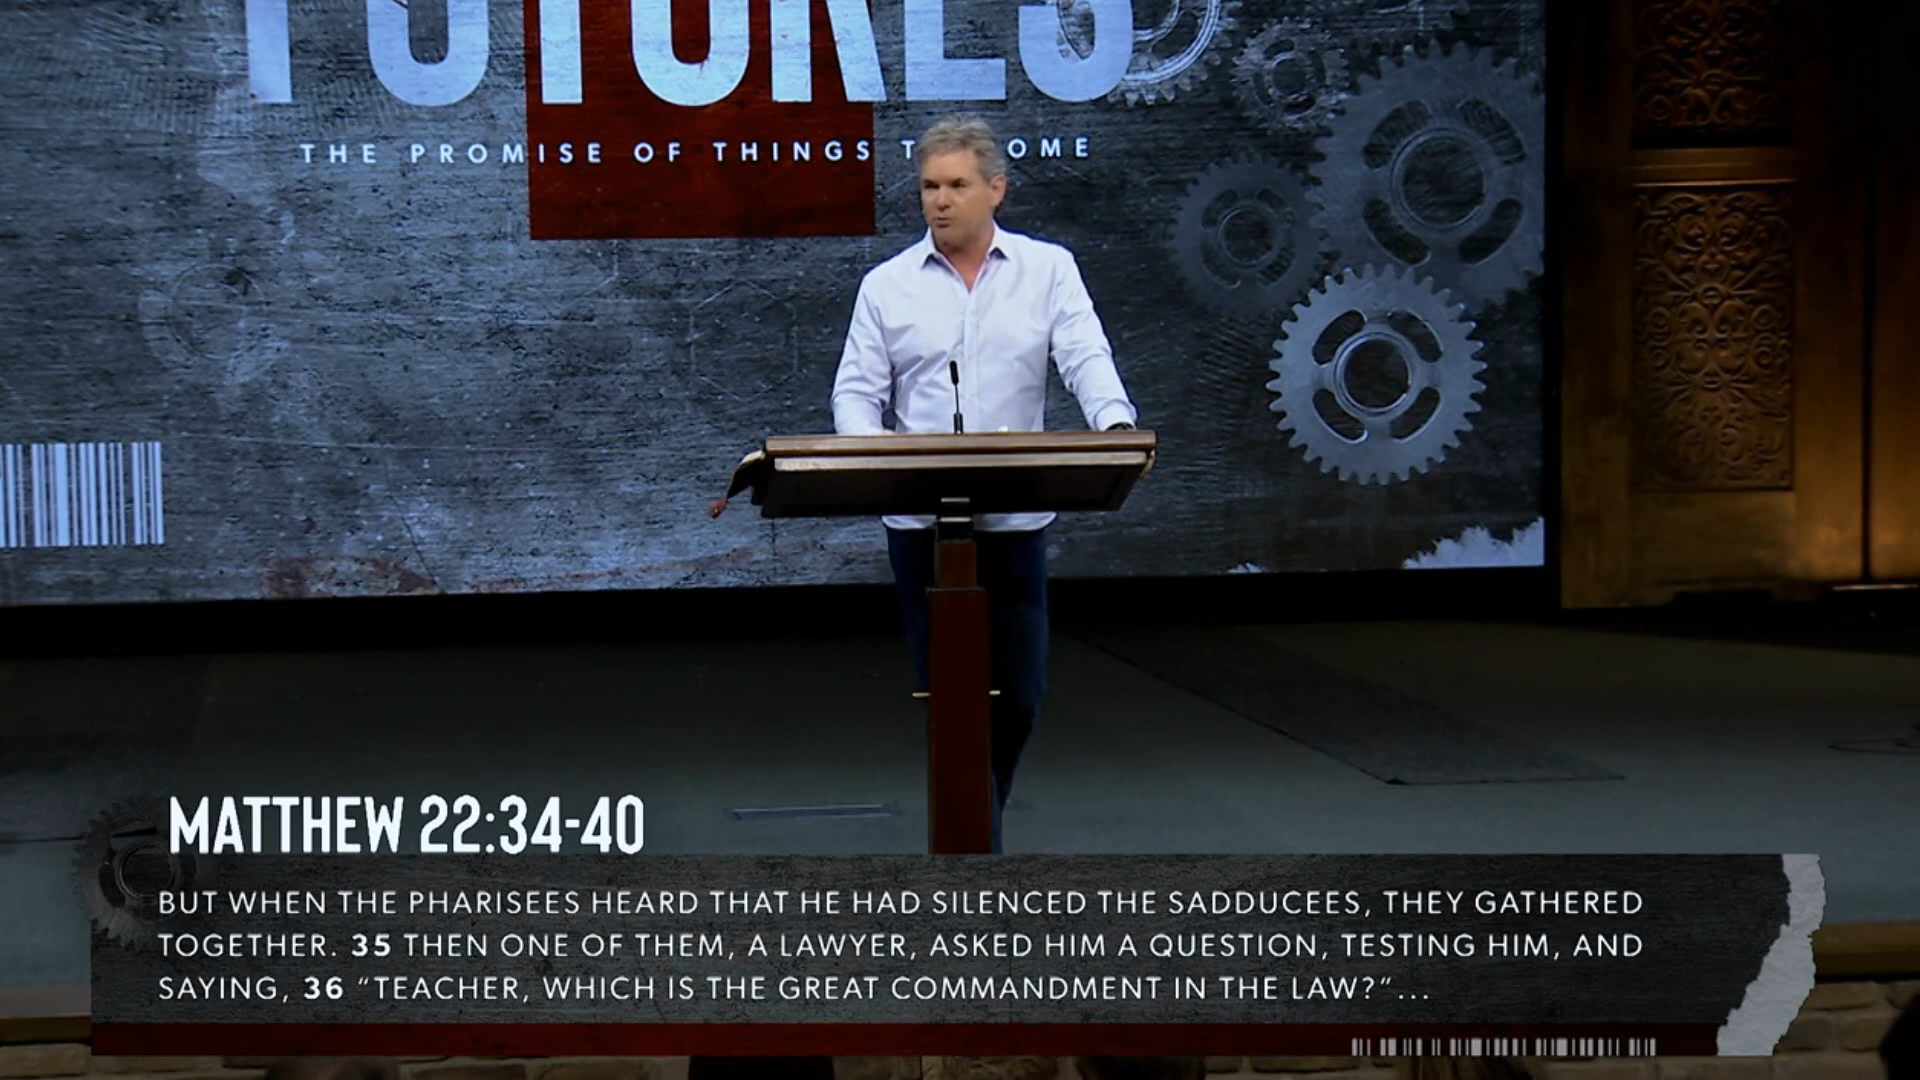 FUTURES
THE PROMISE OF THINGS T OME
MATTHEW 22:34-40
BUT WHEN THE PHARISEES HEARD THAT HE HAD SILENCED THE SADDUCEES, THEY GATHERED
TOGETHER. 35 THEN ONE OF THEM, A LAWYER, ASKED HIM A QUESTION, TESTING HIM, AND
SAYING, 36 “TEACHER, WHICH IS THE GREAT COMMANDMENT IN THE LAW?”...